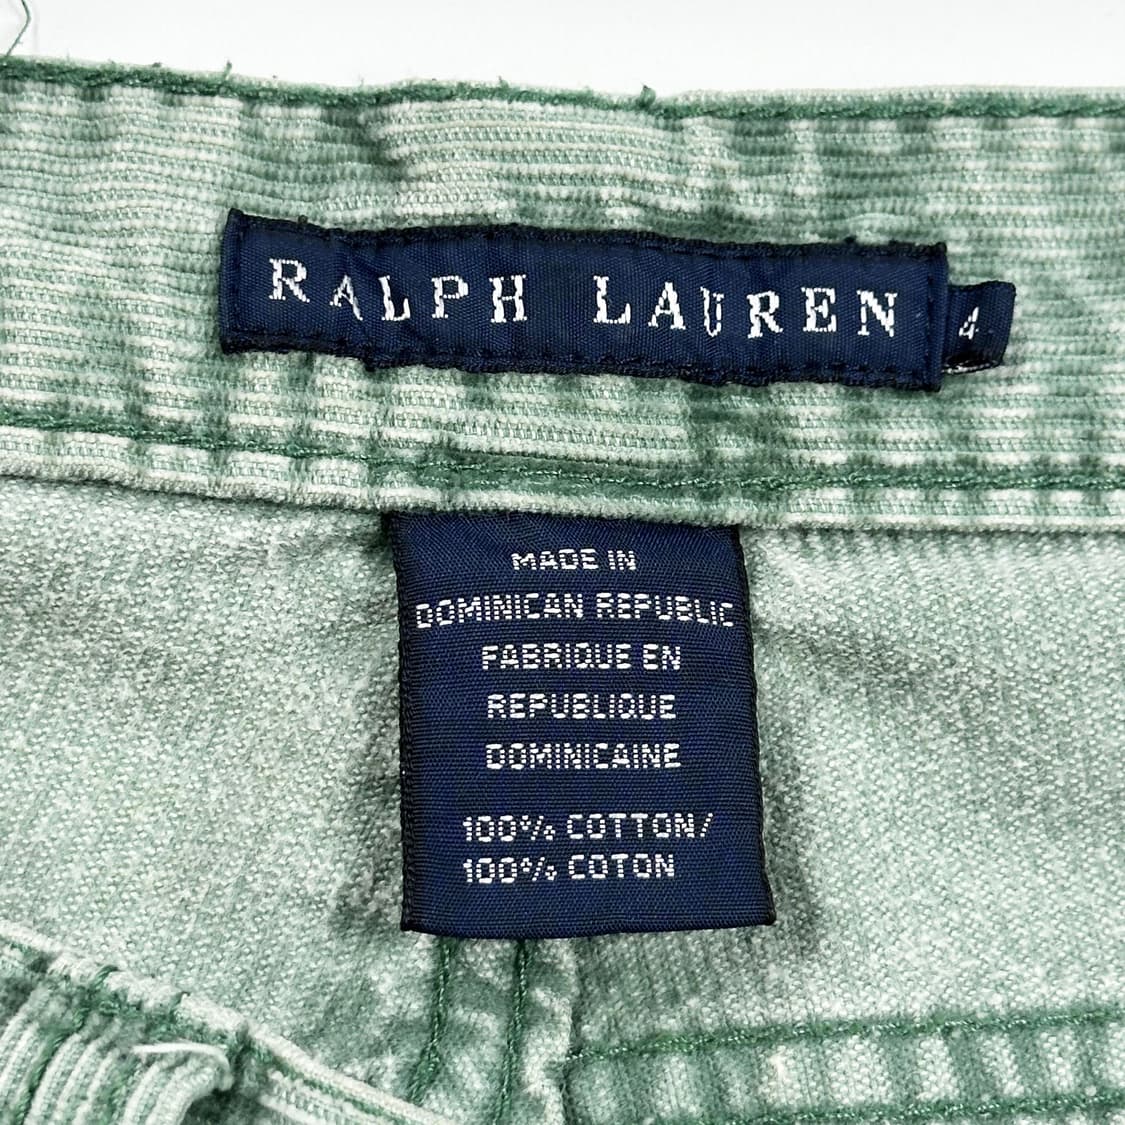 RALPH LAUREN
4
MADE IN
DOMINICAN REPUBLIC
FABRIQUE EN
REPUBLIQUE
DOMINICAINE
100% COTTON/
100% COTON